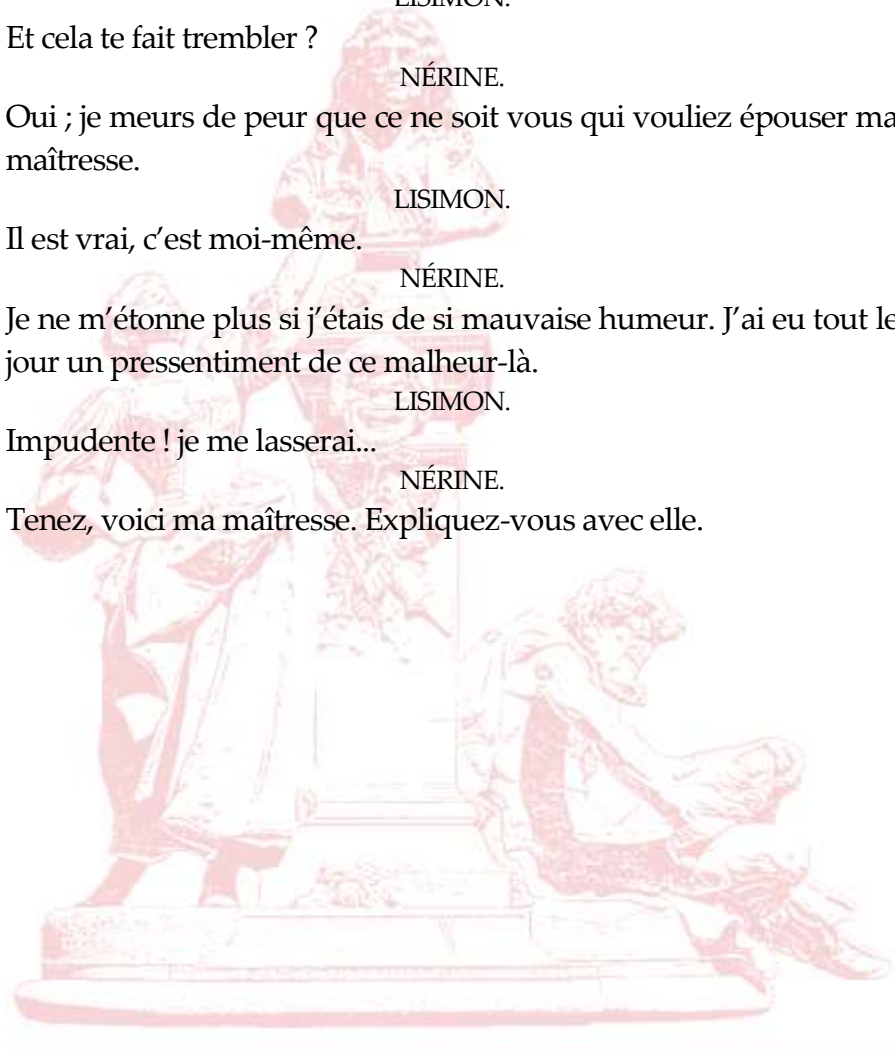 LISIMON.
Et cela te fait trembler ?
NÉRINE.
Oui ; je meurs de peur que ce ne soit vous qui vouliez épouser ma
maîtresse.
LISIMON.
Il est vrai, c’est moi-même.
NÉRINE.
Je ne m’étonne plus si j’étais de si mauvaise humeur. J’ai eu tout le
jour un pressentiment de ce malheur-là.
LISIMON.
Impudente ! je me lasserai...
NÉRINE.
Tenez, voici ma maîtresse. Expliquez-vous avec elle.